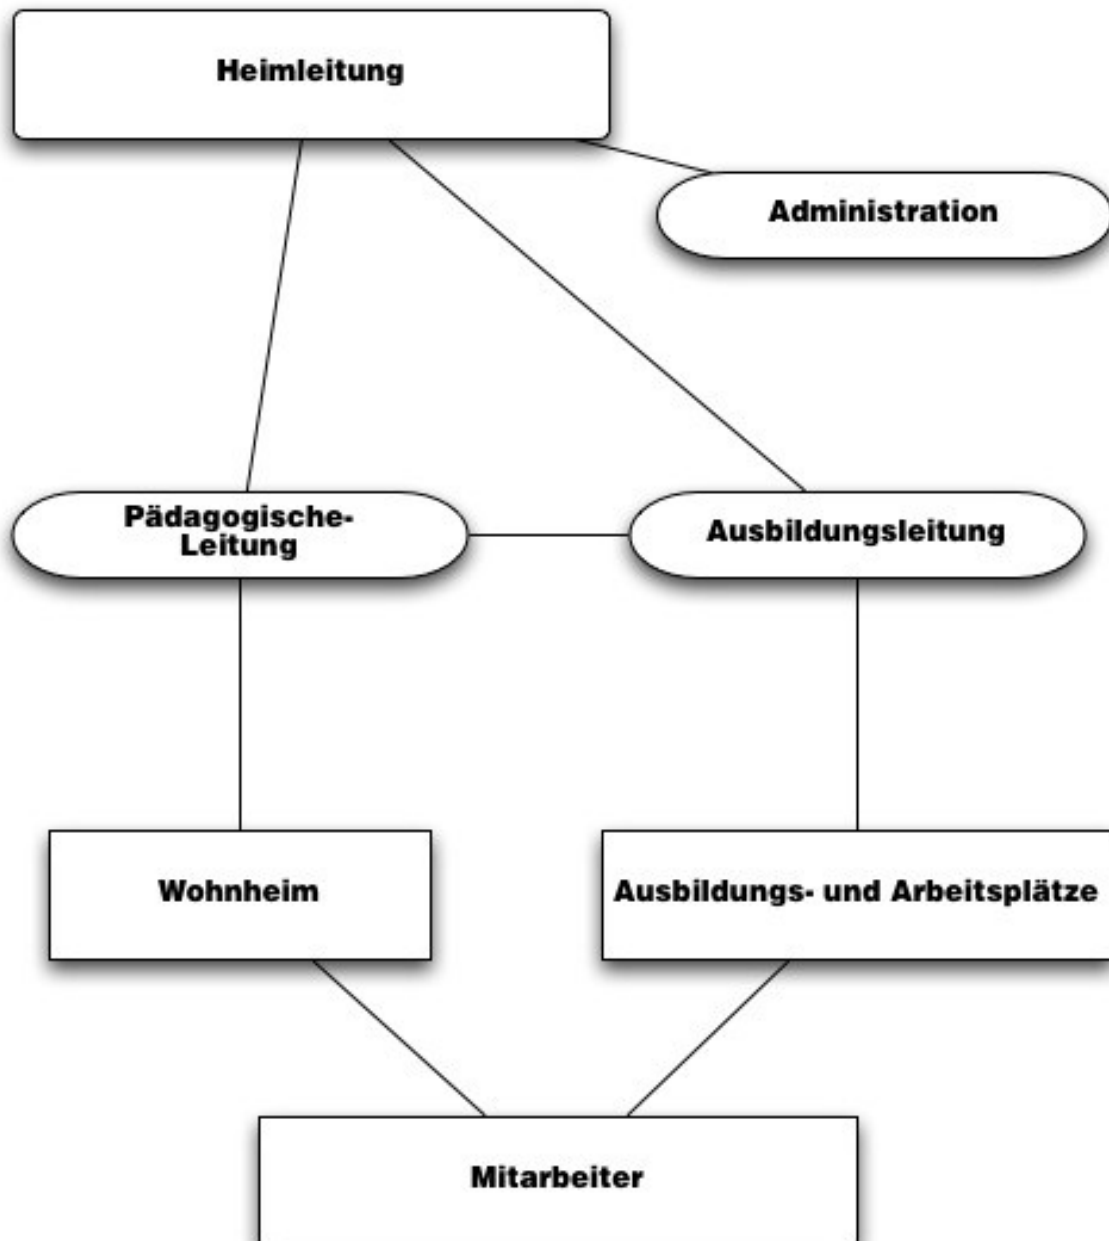 Heimleitung
Administration
Pädagogische-
Leitung
Ausbildungsleitung
Wohnheim
Ausbildungs- und Arbeitsplätze
Mitarbeiter